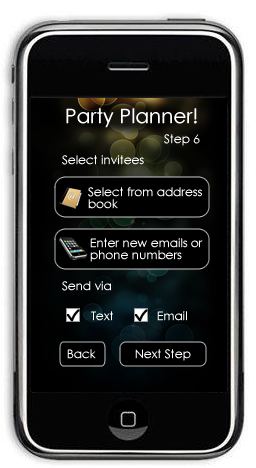 Party Planner!
Step 6
Select invitees
Select from address
book
Enter new emails or
phone numbers
Send via
Text
Email
Back
Next Step